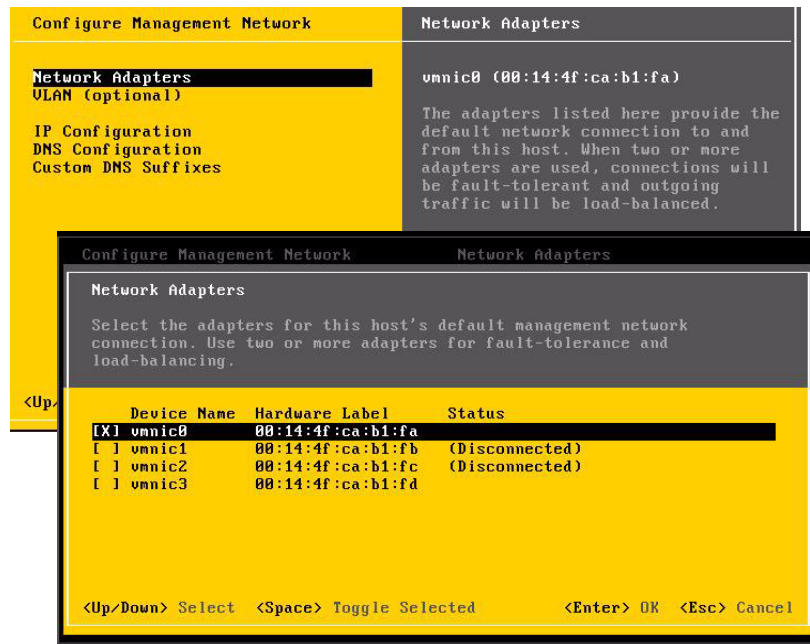 Configure Management Network
Network Adapters
Network Adapters
VLAN (optional)
IP Configuration
DNS Configuration
Custom DNS Suffixes
vmnic0 (00:14:4f:ca:b1:fa)
The adapters listed here provide the
default network connection to and
from this host. When two or more
adapters are used, connections will
be fault-tolerant and outgoing
traffic will be load-balanced.
<Up/
Configure Management Network Network Adapters
Network Adapters
Select the adapters for this host's default management network
connection. Use two or more adapters for fault-tolerance and
load-balancing.
Device Name Hardware Label Status
[X] vmnic0 00:14:4f:ca:b1:fa
[ ] vmnic1 00:14:4f:ca:b1:fb (Disconnected)
[ ] vmnic2 00:14:4f:ca:b1:fc (Disconnected)
[ ] vmnic3 00:14:4f:ca:b1:fd
<Up/Down> Select <Space> Toggle Selected <Enter> OK <Esc> Cancel